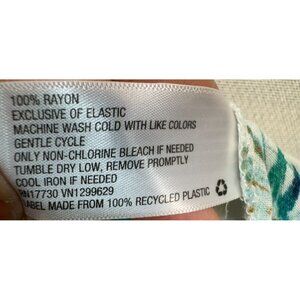 100% RAYON
EXCLUSIVE OF ELASTIC
MACHINE WASH COLD WITH LIKE COLORS
GENTLE CYCLE
ONLY NON-CHLORINE BLEACH IF NEEDED
TUMBLE DRY LOW, REMOVE PROMPTLY
COOL IRON IF NEEDED
RN17730 VN1299629
LABEL MADE FROM 100% RECYCLED PLASTIC